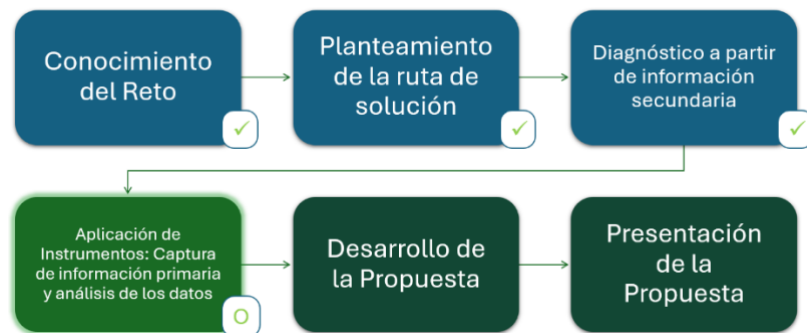 Conocimiento
del Reto
Planteamiento
de la ruta de
solución
Diagnóstico a partir
de información
secundaria
Aplicación de
Instrumentos: Captura
de información primaria
y análisis de los datos
O
Desarrollo de
la Propuesta
Presentación
de la
Propuesta